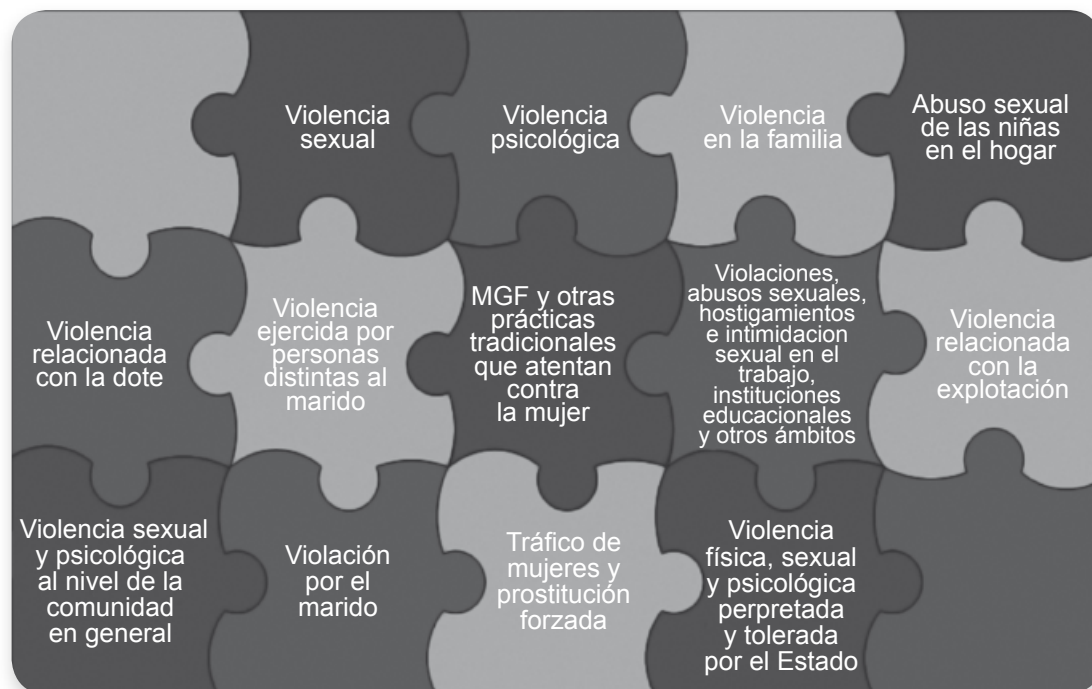 Violencia
sexual
Violencia
psicológica
Violencia
en la familia
Abuso sexual
de las niñas
en el hogar
Violencia
relacionada
con la dote
Violencia
ejercida por
personas
distintas al
marido
MGF y otras
prácticas
tradicionales
que atentan
contra
la mujer
Violaciones,
abusos sexuales,
hostigamientos
e intimidacion
sexual en el
trabajo,
instituciones
educacionales
y otros ámbitos
Violencia
relacionada
con la
explotación
Violencia sexual
y psicológica
al nivel de la
comunidad
en general
Violación
por el
marido
Tráfico de
mujeres y
prostitución
forzada
Violencia
física, sexual
y psicológica
perpretada
y tolerada
por el Estado